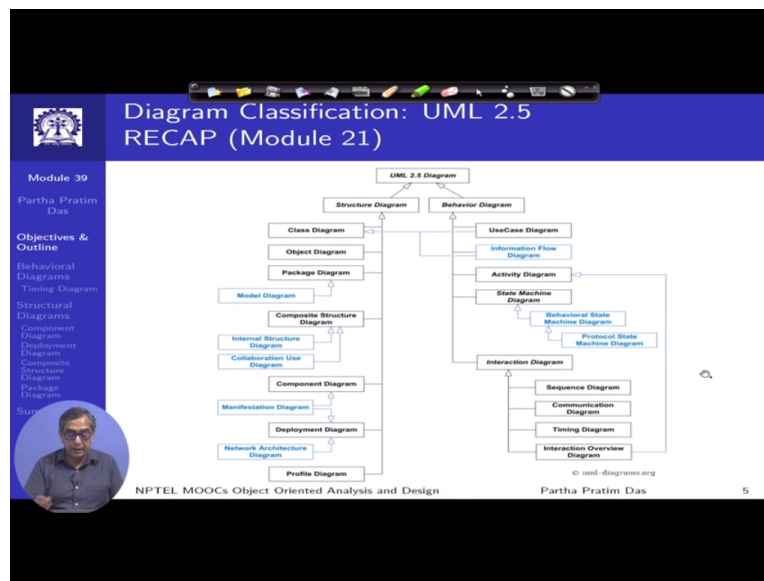 Diagram Classification: UML 2.5
RECAP (Module 21)
Module 39
Partha Pratim
Das
Objectives &
Outline
Behavioral
Diagrams
Timing Diagram
Structural
Diagrams
Component
Diagram
Deployment
Diagram
Composite
Structure
Diagram
Package
Diagram
UML 2.5 Diagram
Structure Diagram
Behavior Diagram
Class Diagram
Object Diagram
Package Diagram
Model Diagram
Composite Structure
Diagram
Internal Structure
Diagram
Collaboration Use
Diagram
Component Diagram
Manifestation Diagram
Deployment Diagram
Network Architecture
Diagram
Profile Diagram
UseCase Diagram
Information Flow
Diagram
Activity Diagram
State Machine
Diagram
Behavioral State
Machine Diagram
Protocol State
Machine Diagram
Interaction Diagram
Sequence Diagram
Communication
Diagram
Timing Diagram
Interaction Overview
Diagram
© uml-diagrams.org
NPTEL MOOCs Object Oriented Analysis and Design
Partha Pratim Das
5